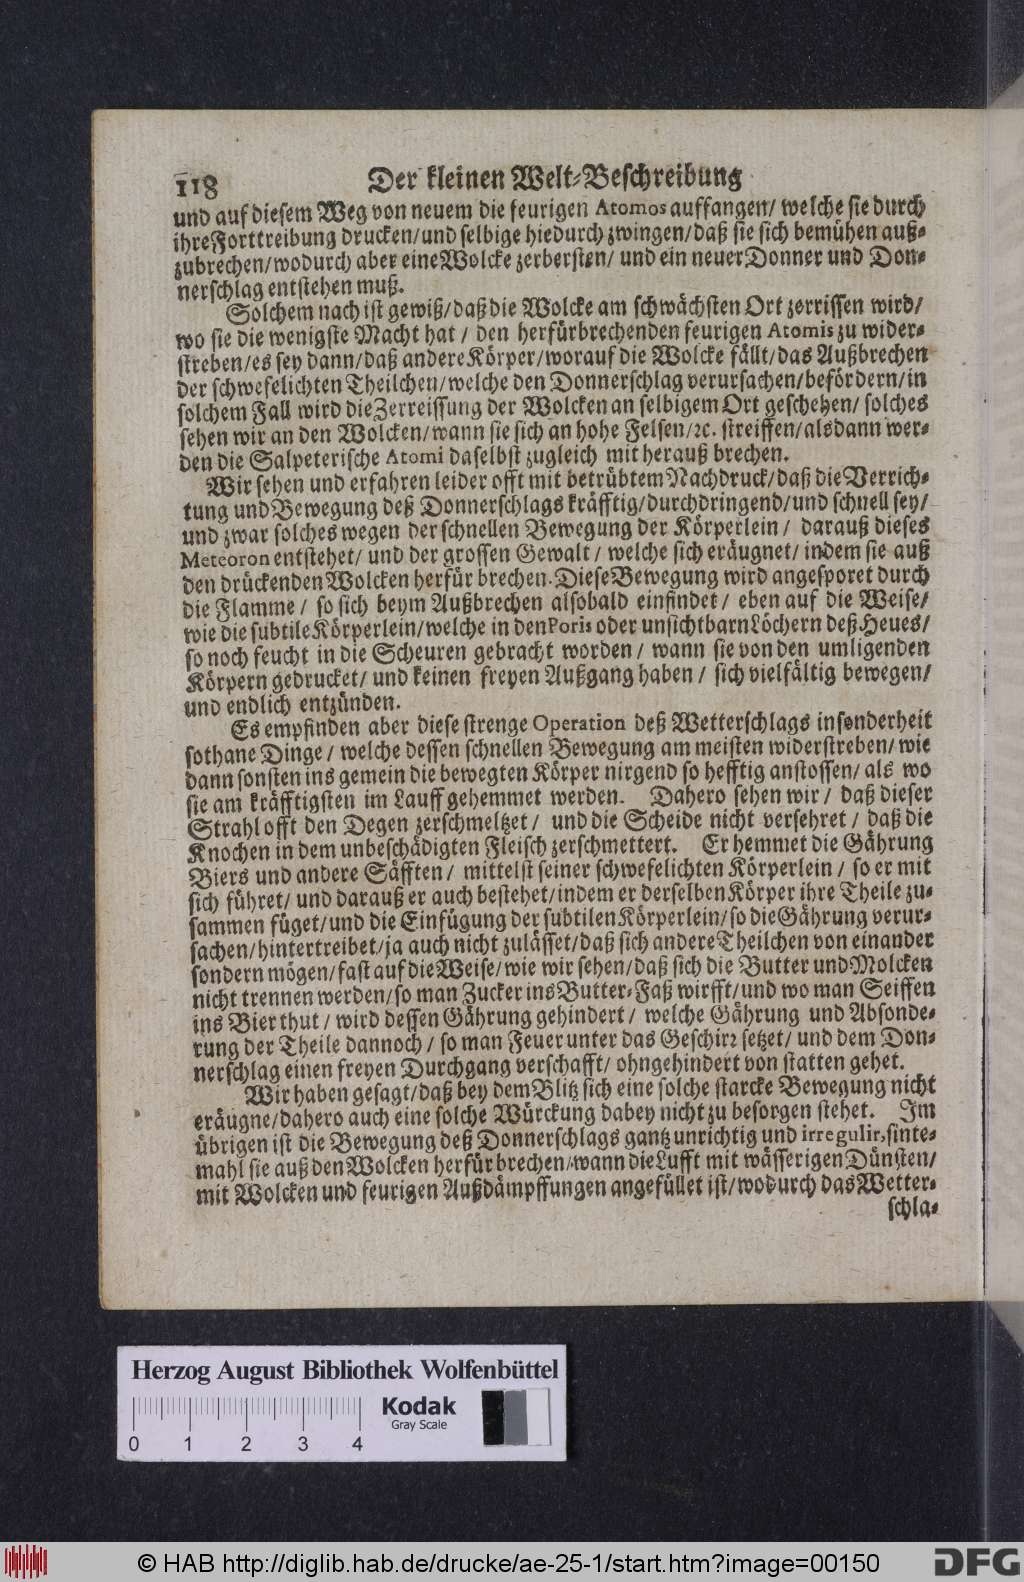 118 Der kleinen Welt-Beschreibung
und auf diesem Weg von neuem die feurigen Atomos auffangen/ welche sie durch
ihre Forttreibung drucken/ und selbige hiedurch zwingen/ daß sie sich bemühen auß-
zubrechen/ wodurch aber eine Wolcke zerbersten/ und ein neuer Donner und Don-
nerschlag entstehen muß.
Solchem nach ist gewiß/ daß die Wolcke am schwächsten Ort zerrissen wird/
wo sie die wenigste Macht hat/ den herfürbrechenden feurigen Atomis zu wider-
streben/ es sey dann/ daß andere Körper/ worauf die Wolcke fällt/ das Außbrechen
der schwefelichten Theilchen/ welche den Donnerschlag verursachen/ befördern/ in
solchem Fall wird die Zerreissung der Wolcken an selbigem Ort geschehen/ solches
sehen wir an den Wolcken/ wann sie sich an hohe Felsen/ ꝛc. streiffen/ alsdann wer-
den die Salpeterische Atomi daselbst zugleich mit herauß brechen.
Wir sehen und erfahren leider offt mit betrübtem Nachdruck/ daß die Verrich-
tung und Bewegung deß Donnerschlags kräfftig/ durchdringend/ und schnell sey/
und zwar solches wegen der schnellen Bewegung der Körperlein/ darauß dieses
Meteoron entstehet/ und der grossen Gewalt/ welche sich eräugnet/ indem sie auß
den drückenden Wolcken herfür brechen. Diese Bewegung wird angesporet durch
die Flamme/ so sich beym Außbrechen alsobald einfindet/ eben auf die Weise/
wie die subtile Körperlein/ welche in den Poris oder unsichtbarn Löchern deß Heues/
so noch feucht in die Scheuren gebracht worden/ wann sie von den umligenden
Körpern gedrucket/ und keinen freyen Außgang haben/ sich vielfältig bewegen/
und endlich entzünden.
Es empfinden aber diese strenge Operation deß Wetterschlags insonderheit
sothane Dinge/ welche dessen schnellen Bewegung am meisten widerstreben/ wie
dann sonsten ins gemein die bewegten Körper nirgend so hefftig anstossen/ als wo
sie am kräfftigsten im Lauff gehemmet werden. Dahero sehen wir/ daß dieser
Strahl offt den Degen zerschmeltzet/ und die Scheide nicht versehret/ daß die
Knochen in dem unbeschädigten Fleisch zerschmettert. Er hemmet die Gährung
Biers und andere Säfften/ mittelst seiner schwefelichten Körperlein/ so er mit
sich führet/ und darauß er auch bestehet/ indem er derselben Körper ihre Theile zu-
sammen füget/ und die Einfügung der subtilen Körperlein/ so die Gährung verur-
sachen/ hintertreibet/ ja auch nicht zulässet/ daß sich andere Theilchen von einander
sondern mögen/ fast auf die Weise/ wie wir sehen/ daß sich die Butter und Molcken
nicht trennen werden/ so man Zucker ins Butter-Faß wirfft/ und wo man Seiffen
ins Bier thut/ wird dessen Gährung gehindert/ welche Gährung und Absonde-
rung der Theile dannoch/ so man Feuer unter das Geschirr setzet/ und dem Don-
nerschlag einen freyen Durchgang verschafft/ ohngehindert von statten gehet.
Wir haben gesagt/ daß bey dem Blitz sich eine solche starcke Bewegung nicht
eräugne/ dahero auch eine solche Würckung dabey nicht zu besorgen stehet. Im
übrigen ist die Bewegung deß Donnerschlags gantz unrichtig und irregulir, sinte-
mahl sie auß den Wolcken herfür brechen/ wann die Lufft mit wässerigen Dünsten/
mit Wolcken und feurigen Außdämpffungen angefüllet ist/ wodurch das Wetter-
schla-
Herzog August Bibliothek Wolfenbüttel
Kodak
Gray Scale
0 1 2 3 4
© HAB http://diglib.hab.de/drucke/ae-25-1/start.htm?image=00150
DFG